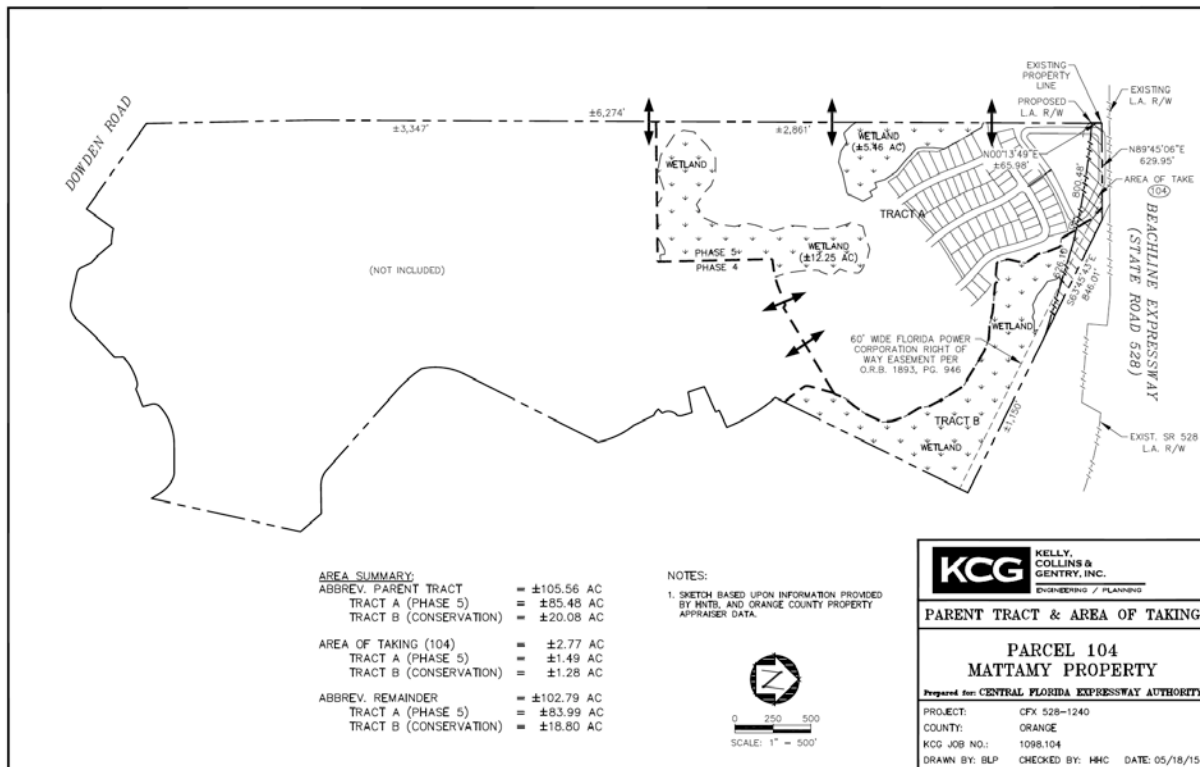 DOWDEN ROAD
±6,274'
±3,347'
±2,861'
EXISTING
PROPERTY
LINE
PROPOSED
L.A. R/W
EXISTING
L.A. R/W
N89°45'06"E
629.95'
AREA OF TAKE
104
BEACHLINE EXPRESSWAY
(STATE ROAD 528)
WETLAND
(±5.46 AC)
N00°13'49"E
±65.98'
800.48'
WETLAND
TRACT A
WETLAND
(±12.25 AC)
PHASE 5
PHASE 4
(NOT INCLUDED)
S63°45'43"E
846.01'
WETLAND
60' WIDE FLORIDA POWER
CORPORATION RIGHT OF
WAY EASEMENT PER
O.R.B. 1893, PG. 946
TRACT B
WETLAND
±1,150'
EXIST. SR 528
L.A. R/W
AREA SUMMARY:
ABBREV. PARENT TRACT = ±105.56 AC
TRACT A (PHASE 5) = ±85.48 AC
TRACT B (CONSERVATION) = ±20.08 AC
AREA OF TAKING (104) = ±2.77 AC
TRACT A (PHASE 5) = ±1.49 AC
TRACT B (CONSERVATION) = ±1.28 AC
ABBREV. REMAINDER = ±102.79 AC
TRACT A (PHASE 5) = ±83.99 AC
TRACT B (CONSERVATION) = ±18.80 AC
NOTES:
1. SKETCH BASED UPON INFORMATION PROVIDED
BY HNTB, AND ORANGE COUNTY PROPERTY
APPRAISER DATA.
N
0 250 500
SCALE: 1" = 500'
KCG
KELLY,
COLLINS &
GENTRY, INC.
ENGINEERING / PLANNING
PARENT TRACT & AREA OF TAKING
PARCEL 104
MATTAMY PROPERTY
Prepared for: CENTRAL FLORIDA EXPRESSWAY AUTHORITY
PROJECT: CFX 528-1240
COUNTY: ORANGE
KCG JOB NO.: 1098.104
DRAWN BY: BLP CHECKED BY: HHC DATE: 05/18/15